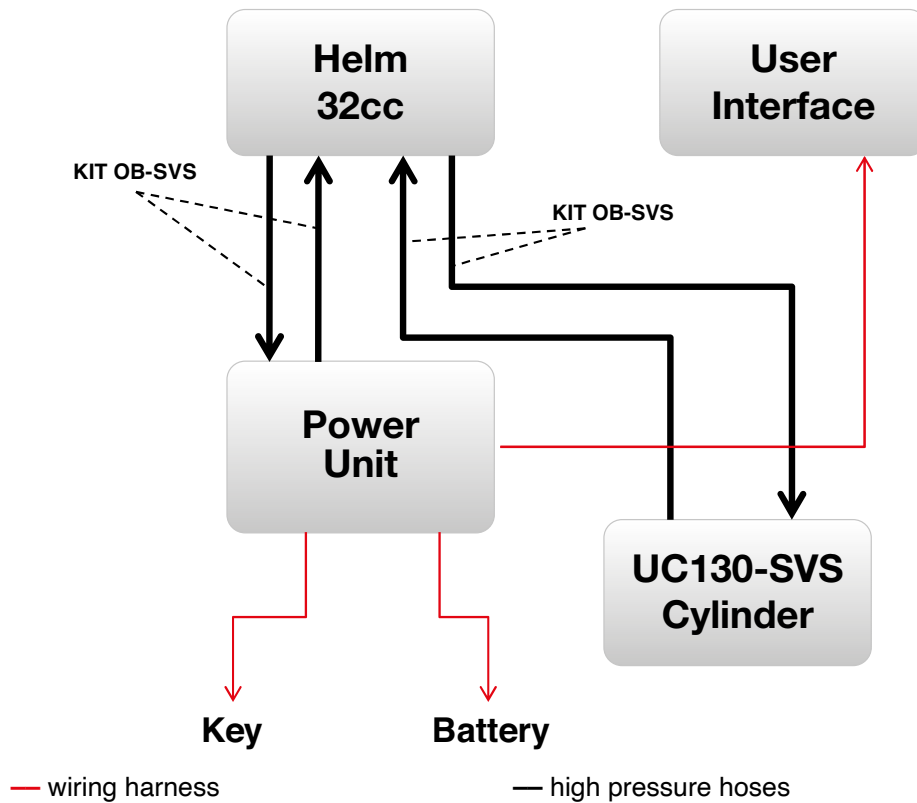 Helm
32cc
User
Interface
KIT OB-SVS
KIT OB-SVS
Power
Unit
UC130-SVS
Cylinder
Key
Battery
wiring harness
high pressure hoses